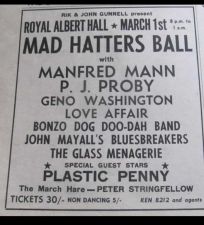 RIK & JOHN GUNNELL present
ROYAL ALBERT HALL ★ MARCH 1st 8 p.m. to 1 a.m.
MAD HATTERS BALL
with
MANFRED MANN
P. J. PROBY
GENO WASHINGTON
LOVE AFFAIR
BONZO DOG DOO-DAH BAND
JOHN MAYALL'S BLUESBREAKERS
THE GLASS MENAGERIE
★ SPECIAL GUEST STARS ★
PLASTIC PENNY
The March Hare — PETER STRINGFELLOW
TICKETS 30/- NON DANCING 5/- KEN 8212 and agents